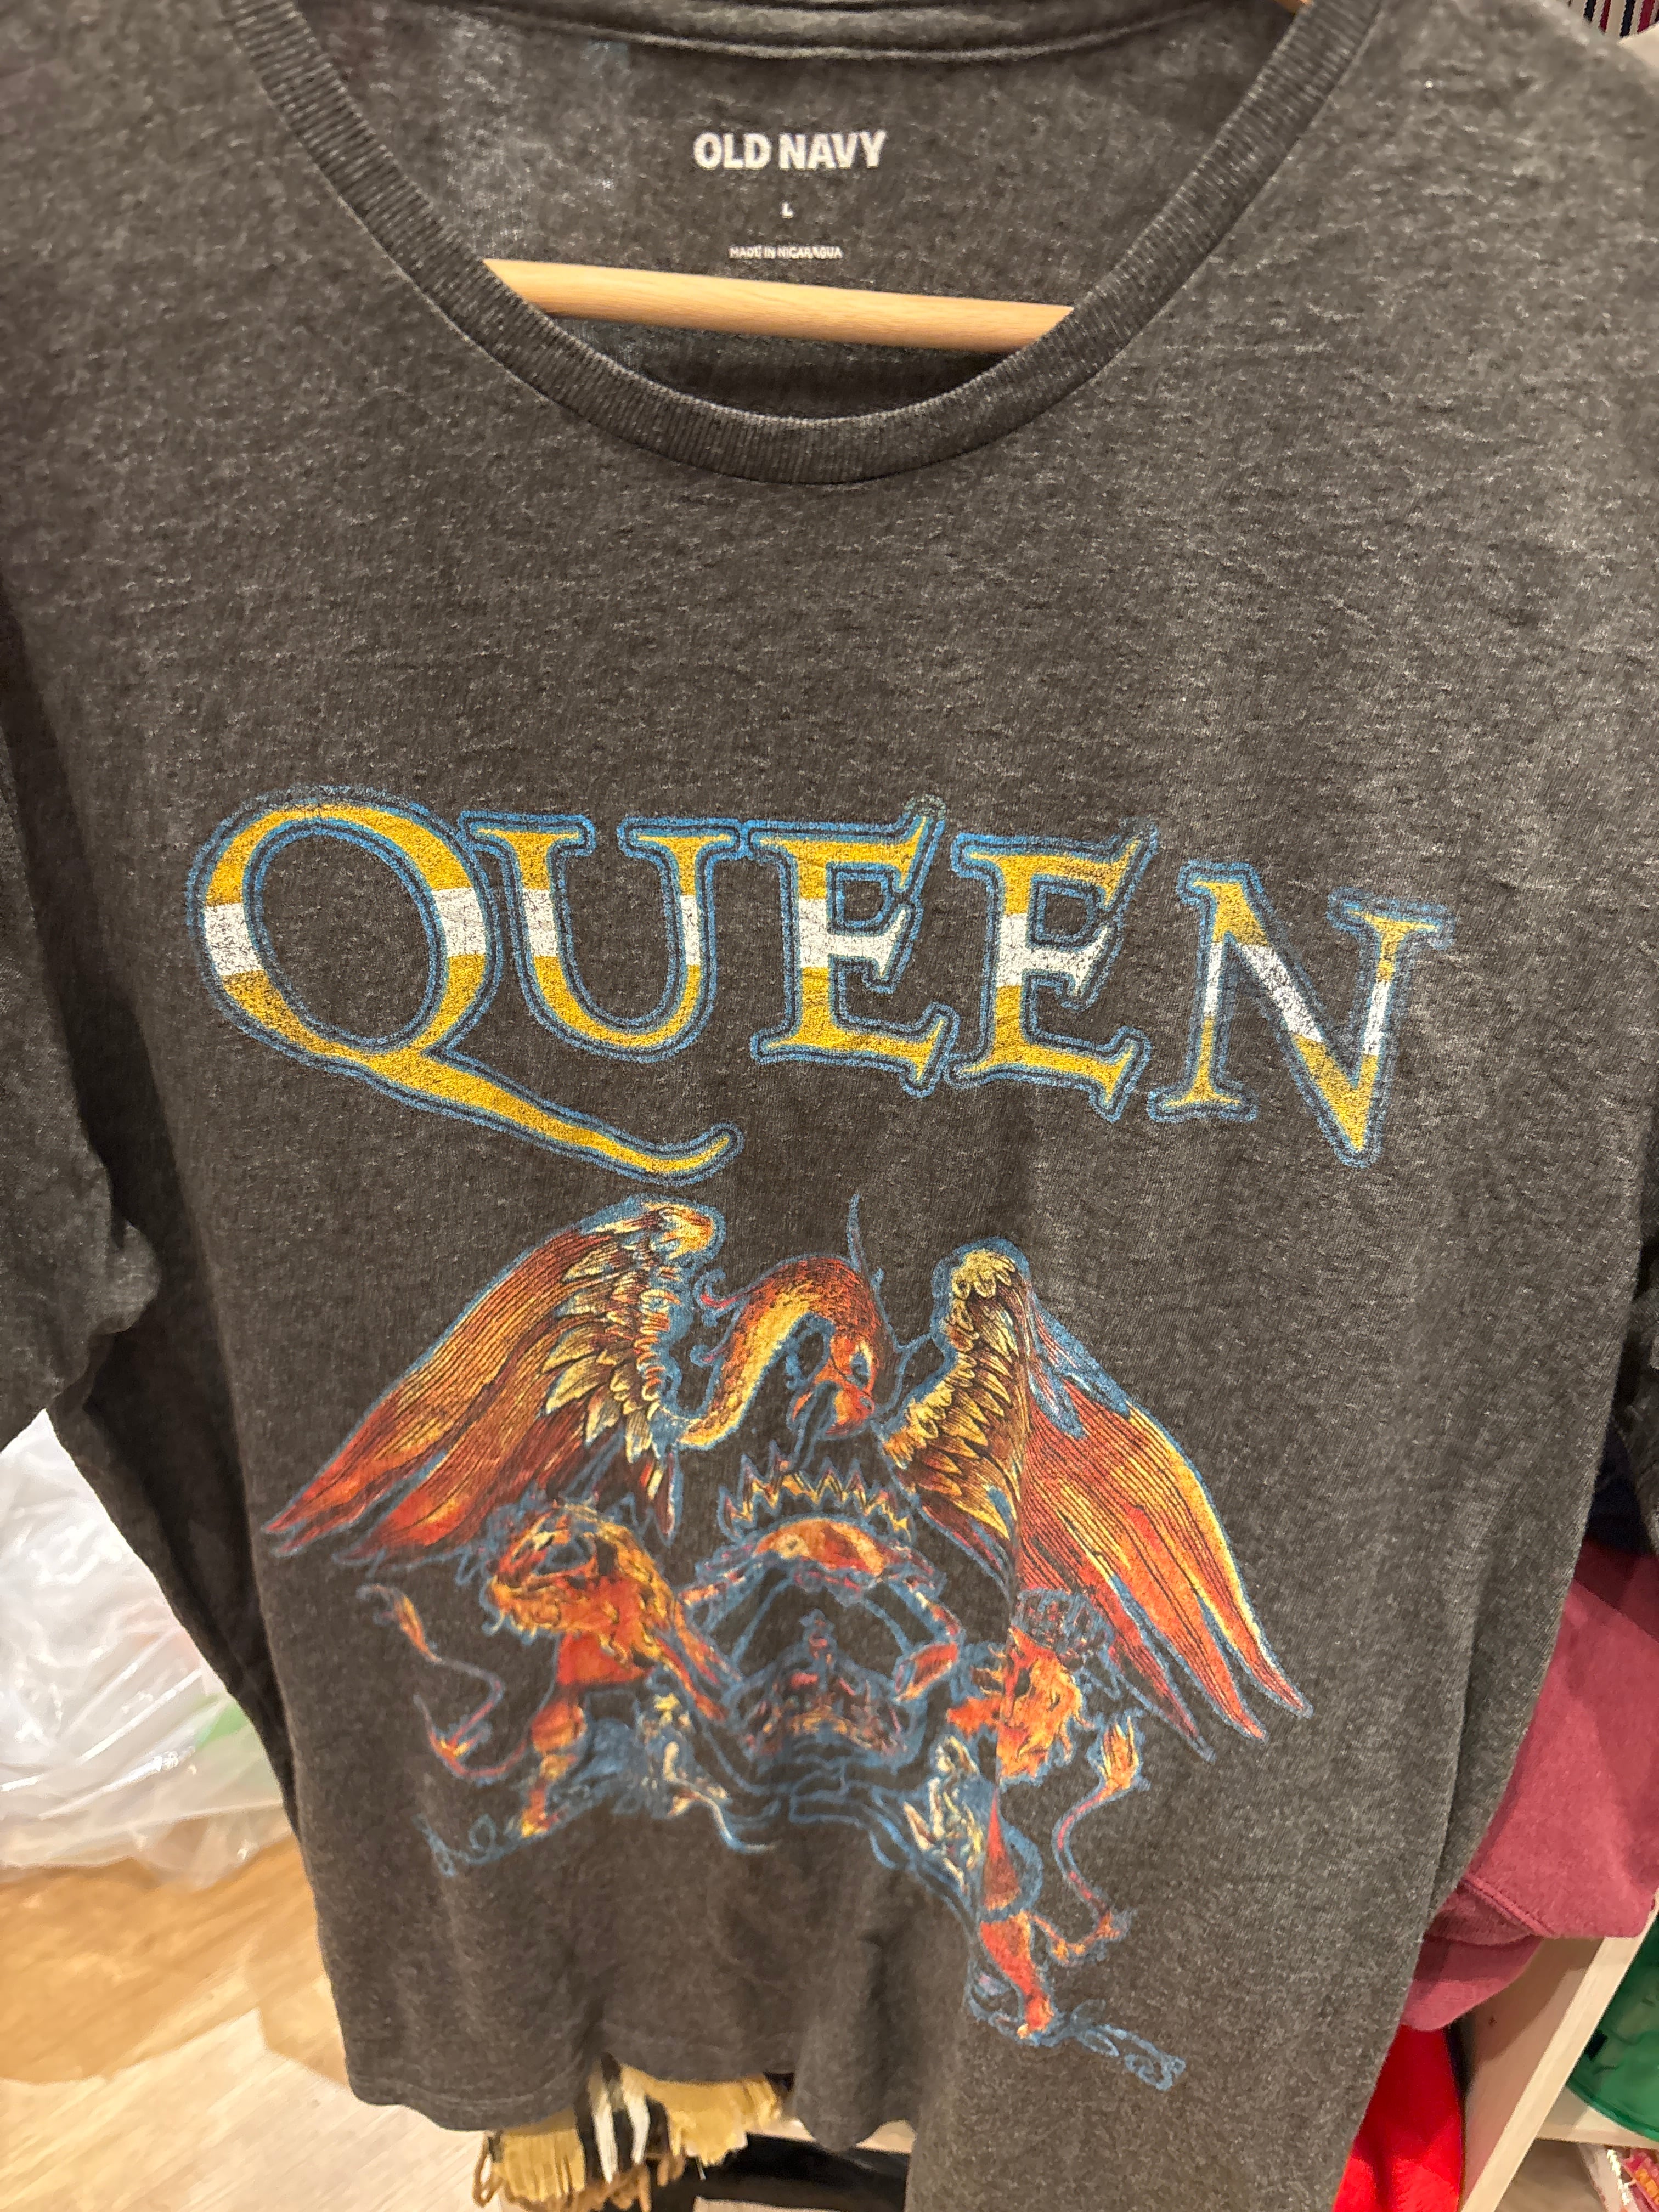 OLD NAVY
L
MADE IN NICARAGUA
QUEEN